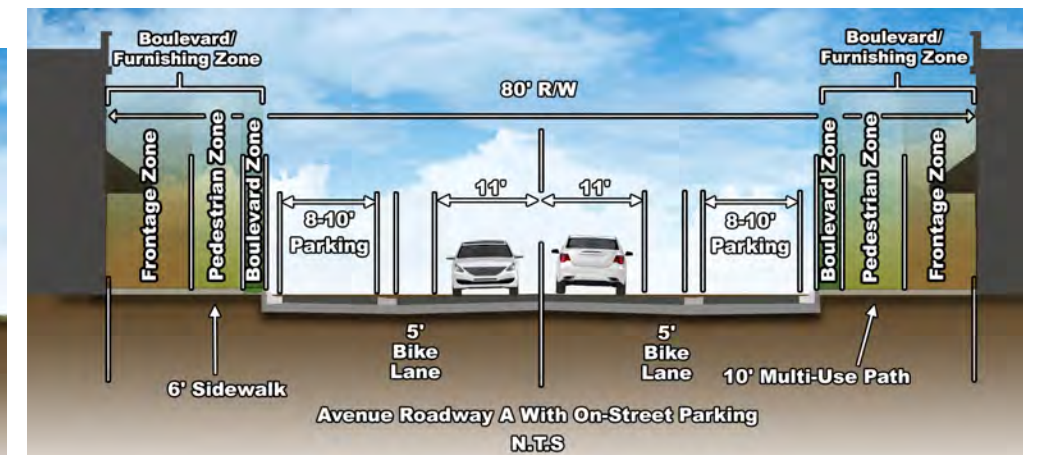 Boulevard/
Furnishing Zone
Boulevard/
Furnishing Zone
80' R/W
Frontage Zone
Pedestrian Zone
Boulevard Zone
8-10'
Parking
11'
11'
8-10'
Parking
Boulevard Zone
Pedestrian Zone
Frontage Zone
5'
Bike
Lane
5'
Bike
Lane
6' Sidewalk
10' Multi-Use Path
Avenue Roadway A With On-Street Parking
N.T.S